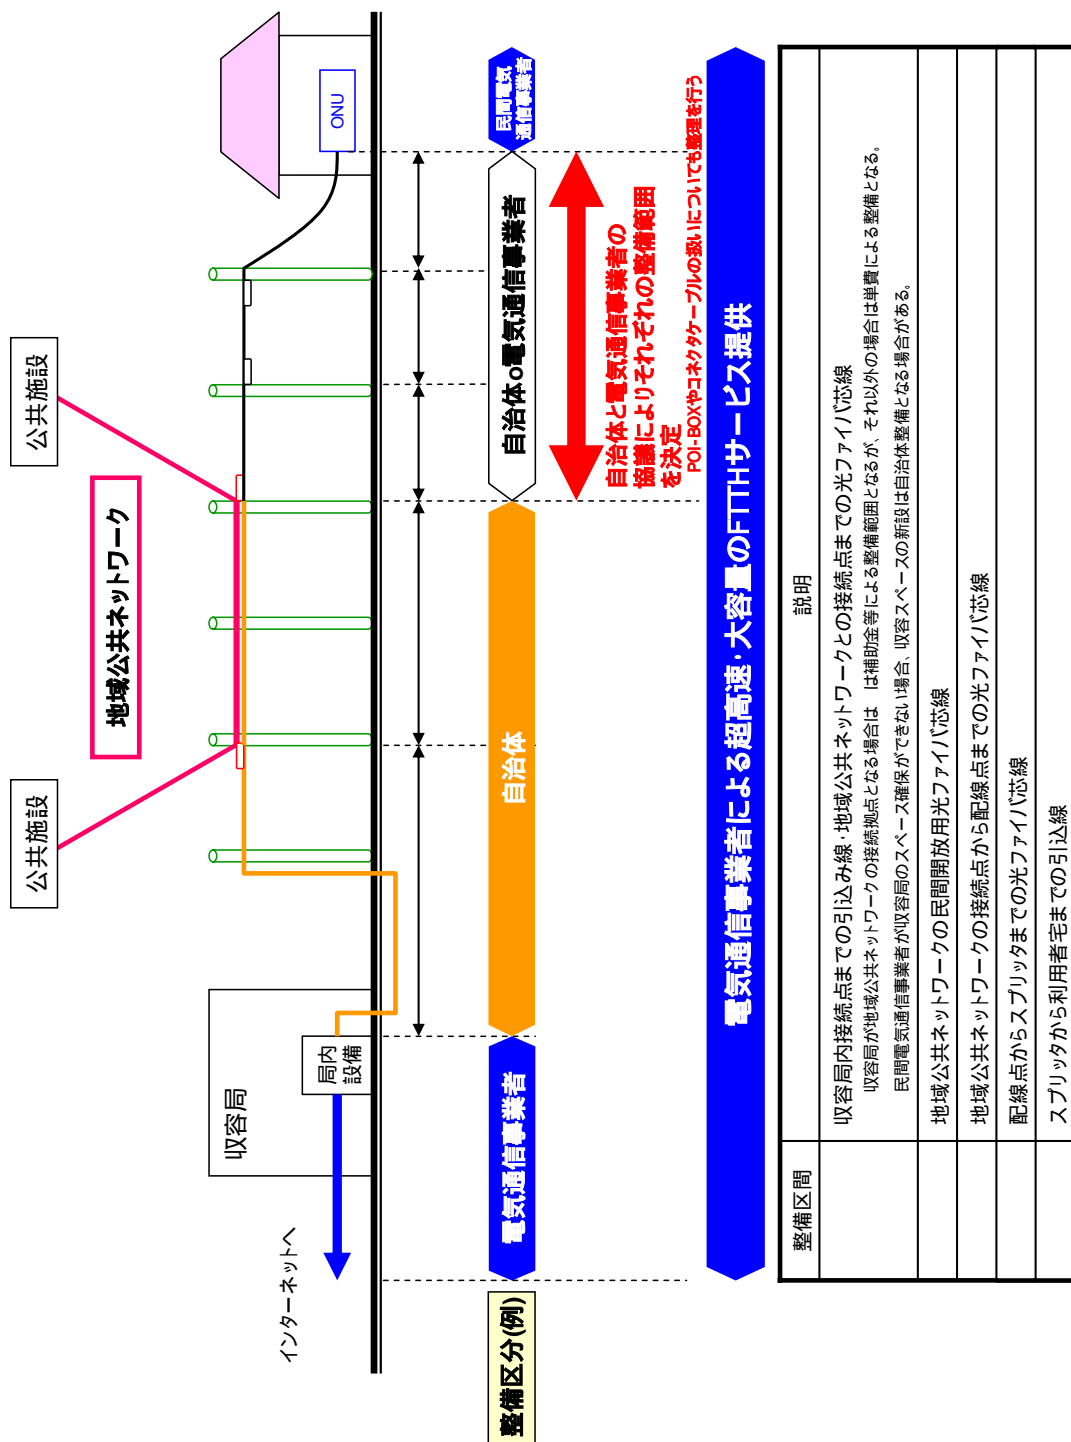 公共施設
公共施設
地域公共ネットワーク
収容局
局内
設備
ONU
インターネットへ
整備区分(例)
電気通信事業者
自治体
自治体or電気通信事業者
民間電気
通信事業者
自治体と電気通信事業者の
協議によりそれぞれの整備範囲
を決定
POI-BOXやコネクタケーブルの扱いについても整理を行う
電気通信事業者による超高速・大容量のFTTHサービス提供
整備区間
説明
収容局内接続点までの引込み線・地域公共ネットワークとの接続点までの光ファイバ芯線
収容局が地域公共ネットワークの接続拠点となる場合は は補助金等による整備範囲となるが、それ以外の場合は単費による整備となる。
民間電気通信事業者が収容局のスペース確保ができない場合、収容スペースの新設は自治体整備となる場合がある。
地域公共ネットワークの民間開放用光ファイバ芯線
地域公共ネットワークの接続点から配線点までの光ファイバ芯線
配線点からスプリッタまでの光ファイバ芯線
スプリッタから利用者宅までの引込線